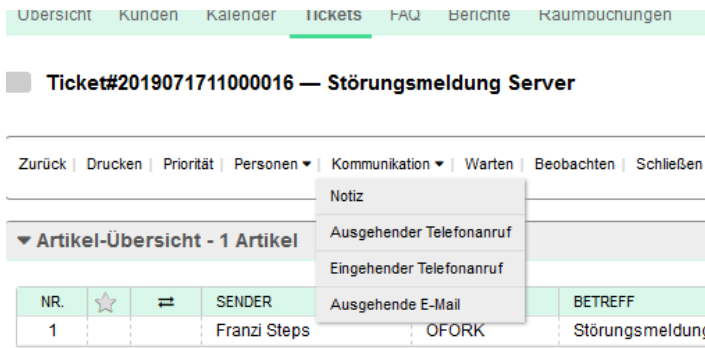 Übersicht Kunden Kalender Tickets FAQ Berichte Raumbuchungen
Ticket#2019071711000016 — Störungsmeldung Server
Zurück | Drucken | Priorität | Personen ▾ | Kommunikation ▾ | Warten | Beobachten | Schließen
Notiz
Ausgehender Telefonanruf
Eingehender Telefonanruf
Ausgehende E-Mail
▾ Artikel-Übersicht - 1 Artikel
NR. SENDER BETREFF
1 Franzi Steps OFORK Störungsmeldung